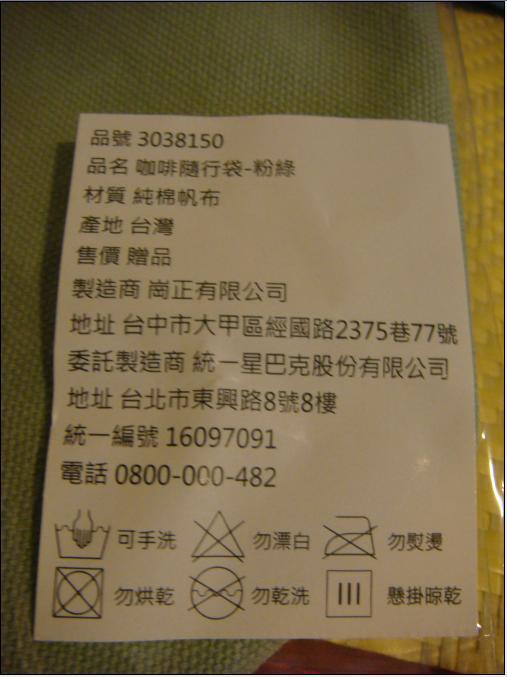 品號 3038150
品名 咖啡隨行袋-粉綠
材質 純棉帆布
產地 台灣
售價 贈品
製造商 崗正有限公司
地址 台中市大甲區經國路2375巷77號
委託製造商 統一星巴克股份有限公司
地址 台北市東興路8號8樓
統一編號 16097091
電話 0800-000-482
可手洗 勿漂白 勿熨燙
勿烘乾 勿乾洗 懸掛晾乾